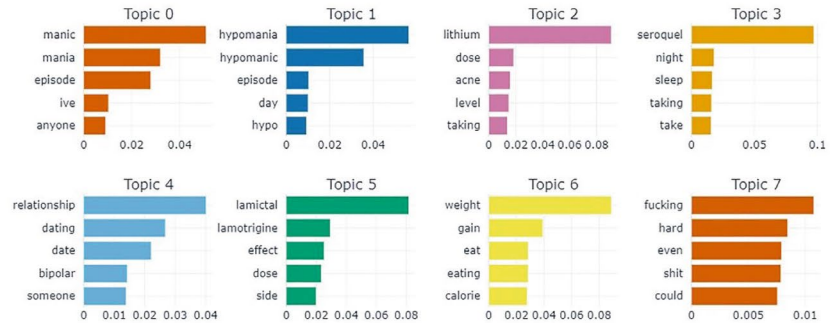 Topic 0
manic
mania
episode
ive
anyone
0 0.02 0.04
Topic 1
hypomania
hypomanic
episode
day
hypo
0 0.02 0.04
Topic 2
lithium
dose
acne
level
taking
0 0.02 0.04 0.06 0.08
Topic 3
seroquel
night
sleep
taking
take
0 0.05 0.1
Topic 4
relationship
dating
date
bipolar
someone
0 0.01 0.02 0.03 0.04
Topic 5
lamictal
lamotrigine
effect
dose
side
0 0.02 0.04 0.06 0.08
Topic 6
weight
gain
eat
eating
calorie
0 0.02 0.04 0.06 0.08
Topic 7
fucking
hard
even
shit
could
0 0.005 0.01